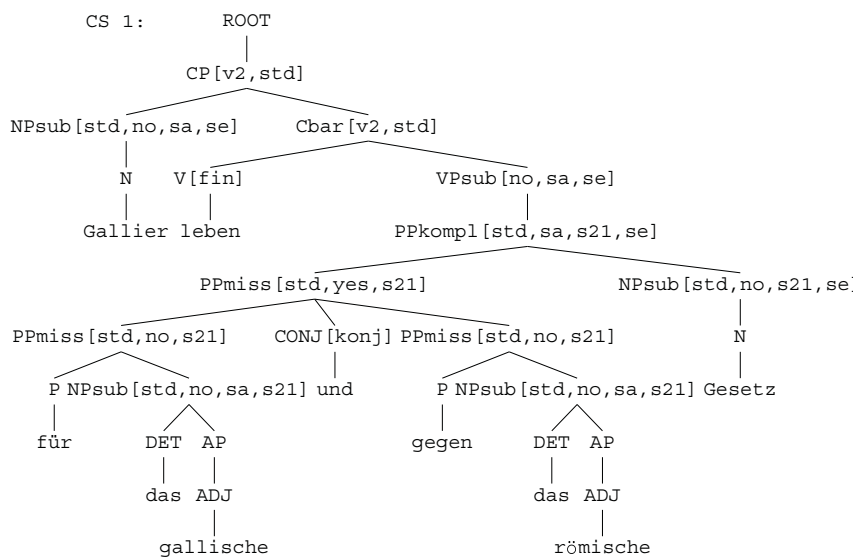 CS 1: ROOT
CP[v2,std]
NPsub[std,no,sa,se] Cbar[v2,std]
N V[fin] VPsub[no,sa,se]
Gallier leben PPkompl[std,sa,s21,se]
PPmiss[std,yes,s21] NPsub[std,no,s21,se]
PPmiss[std,no,s21] CONJ[konj] PPmiss[std,no,s21] N
P NPsub[std,no,sa,s21] und P NPsub[std,no,sa,s21] Gesetz
für DET AP gegen DET AP
das ADJ das ADJ
gallische römische